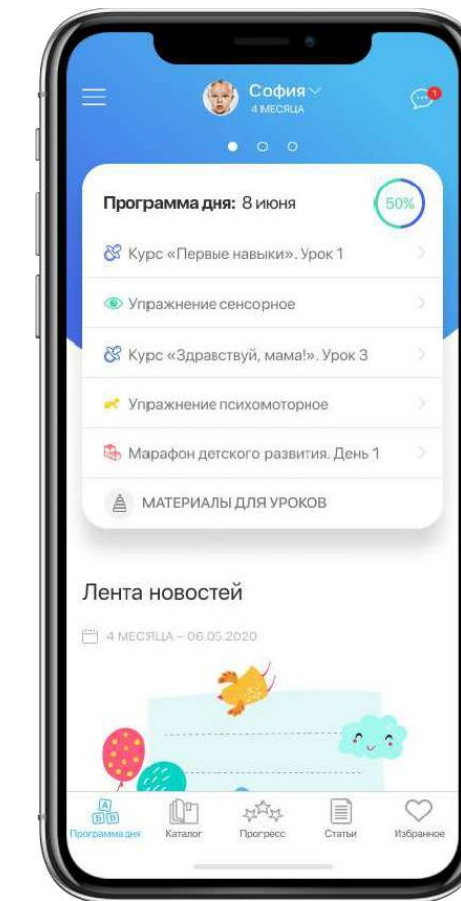 София
4 МЕСЯЦА
1
Программа дня: 8 июня
50%
Курс «Первые навыки». Урок 1
Упражнение сенсорное
Курс «Здравствуй, мама!». Урок 3
Упражнение психомоторное
Марафон детского развития. День 1
МАТЕРИАЛЫ ДЛЯ УРОКОВ
Лента новостей
4 МЕСЯЦА – 06.05.2020
А
Б В
Программа дня Каталог Прогресс Статьи Избранное